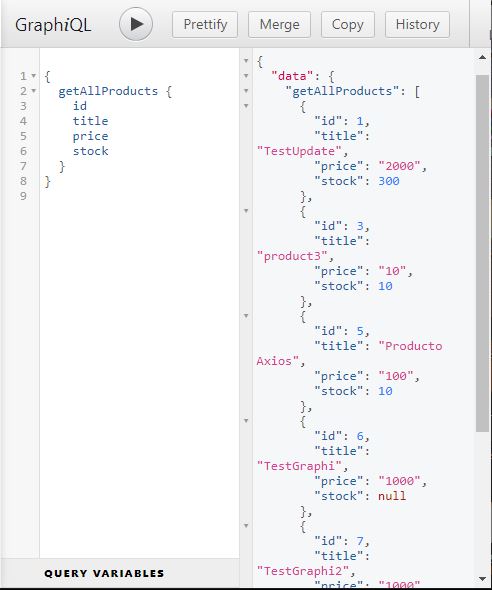 GraphiQL Prettify Merge Copy History
1 {
2 getAllProducts {
3 id
4 title
5 price
6 stock
7 }
8 }
9
{
"data": {
"getAllProducts": [
{
"id": 1,
"title":
"TestUpdate",
"price": "2000",
"stock": 300
},
{
"id": 3,
"title":
"product3",
"price": "10",
"stock": 10
},
{
"id": 5,
"title": "Producto
Axios",
"price": "100",
"stock": 10
},
{
"id": 6,
"title":
"TestGraphi",
"price": "1000",
"stock": null
},
{
"id": 7,
"title":
"TestGraphi2",
"price": "1000"
QUERY VARIABLES